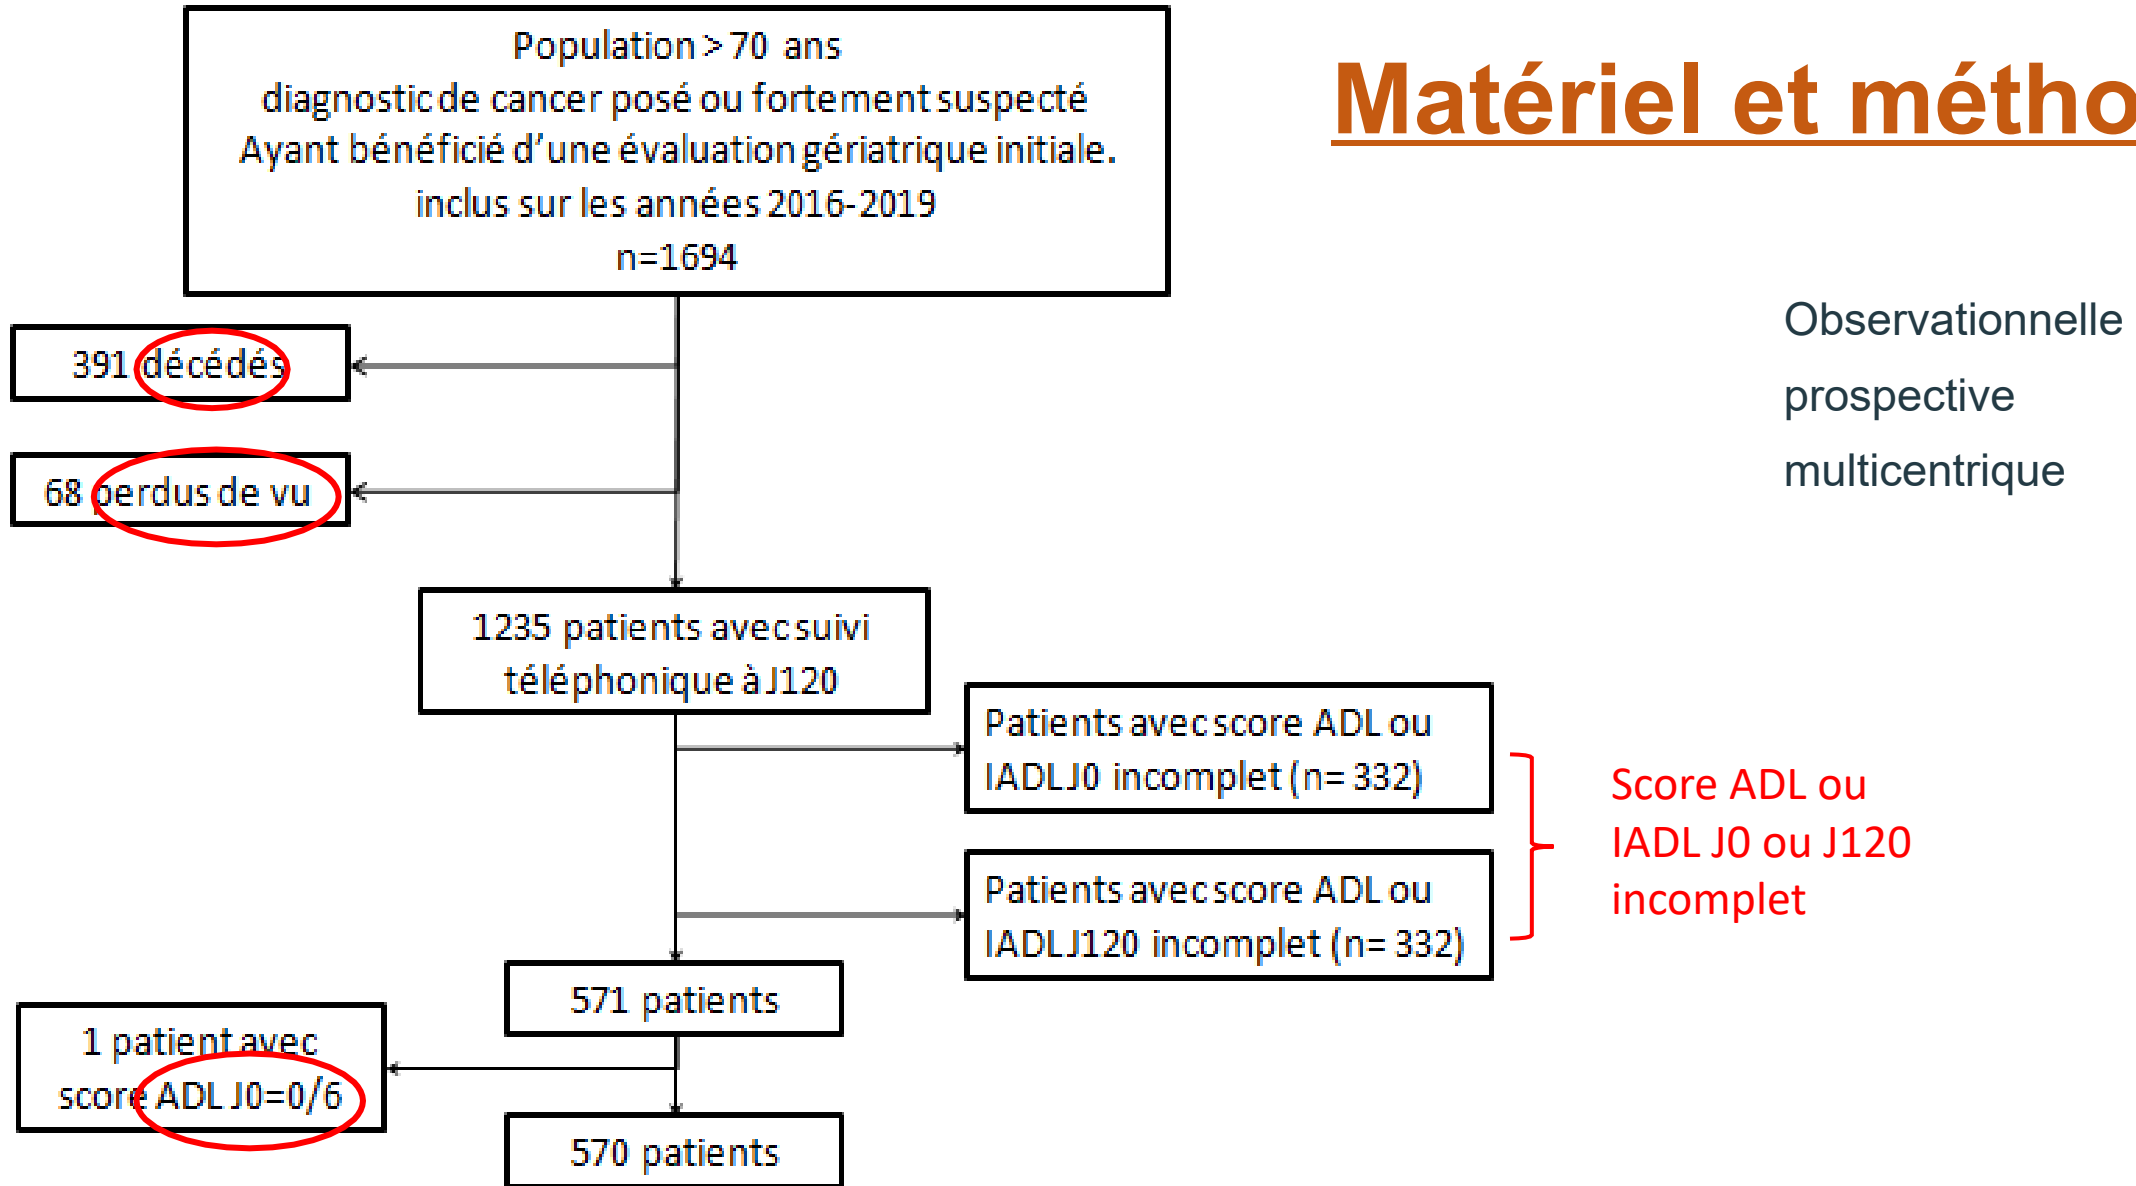 Population > 70 ans
diagnostic de cancer posé ou fortement suspecté
Ayant bénéficié d'une évaluation gériatrique initiale.
inclus sur les années 2016-2019
n=1694
Matériel et métho
Observationnelle
prospective
multicentrique
391 décédés
68 perdus de vu
1235 patients avec suivi
téléphonique à J120
Patients avec score ADL ou
IADL J0 incomplet (n= 332)
Patients avec score ADL ou
IADL J120 incomplet (n= 332)
Score ADL ou
IADL J0 ou J120
incomplet
571 patients
1 patient avec
score ADL J0=0/6
570 patients